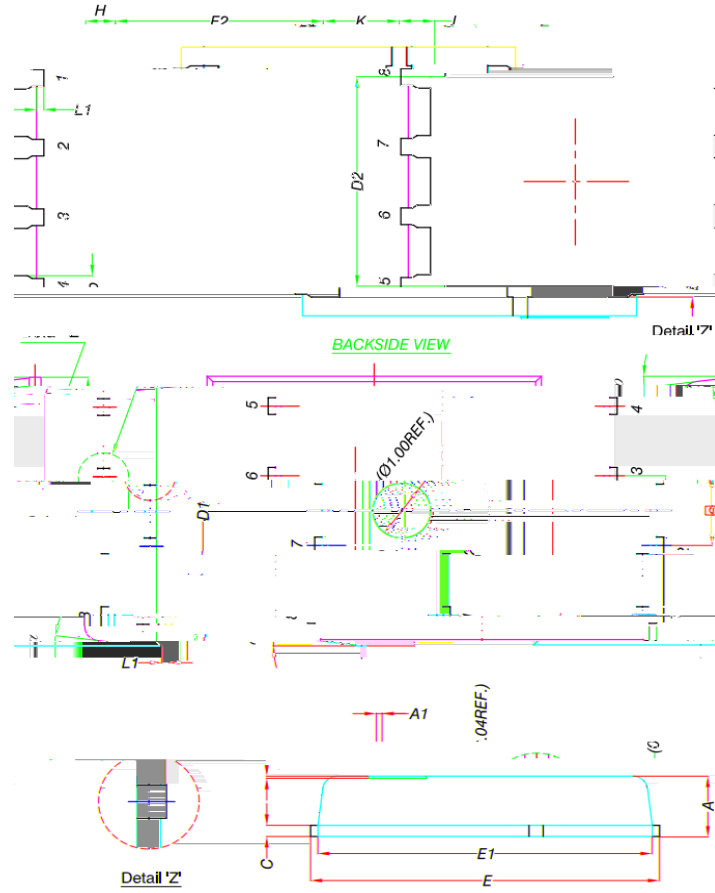 H
K
L1
1
2
3
4
8
7
6
5
D2
BACKSIDE VIEW
Detail 'Z'
5
6
7
4
3
(Ø1.00REF.)
D1
L1
A1
.04REF.)
A
C
E1
E
Detail 'Z'